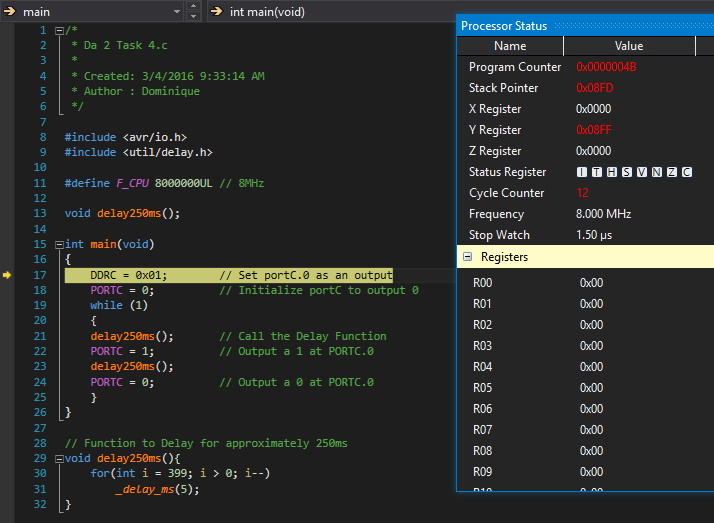 main
int main(void)
1 /*
2 * Da 2 Task 4.c
3 *
4 * Created: 3/4/2016 9:33:14 AM
5 * Author : Dominique
6 */
7
8 #include <avr/io.h>
9 #include <util/delay.h>
10
11 #define F_CPU 8000000UL // 8MHz
12
13 void delay250ms();
14
15 int main(void)
16 {
17 DDRC = 0x01; // Set portC.0 as an output
18 PORTC = 0; // Initialize portC to output 0
19 while (1)
20 {
21 delay250ms(); // Call the Delay Function
22 PORTC = 1; // Output a 1 at PORTC.0
23 delay250ms();
24 PORTC = 0; // Output a 0 at PORTC.0
25 }
26 }
27
28 // Function to Delay for approximately 250ms
29 void delay250ms(){
30 for(int i = 399; i > 0; i--)
31 _delay_ms(5);
32 }
Processor Status
Name Value
Program Counter 0x0000004B
Stack Pointer 0x08FD
X Register 0x0000
Y Register 0x08FF
Z Register 0x0000
Status Register I T H S V N Z C
Cycle Counter 12
Frequency 8.000 MHz
Stop Watch 1.50 µs
Registers
R00 0x00
R01 0x00
R02 0x00
R03 0x00
R04 0x00
R05 0x00
R06 0x00
R07 0x00
R08 0x00
R09 0x00
R10 0x00